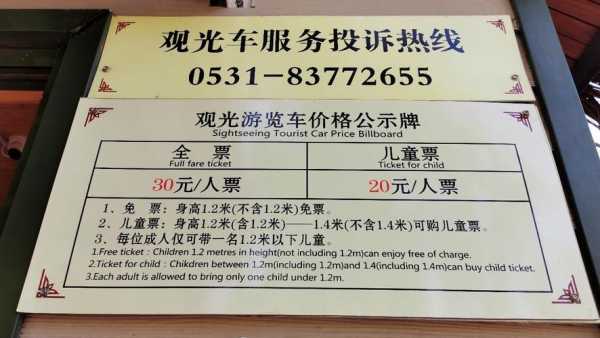 观光车服务投诉热线
0531-83772655
观光游览车价格公示牌
Sightseeing Tourist Car Price Billboard
全 票 儿童票
Full fare ticket Ticket for child
30元/人票 20元/人票
1、免 票：身高1.2米(不含1.2米)免票。
2、儿童票：身高1.2米(含1.2米)——1.4米(不含1.4米)可购儿童票。
3、每位成人仅可带一名1.2米以下儿童。
1.Free ticket : Children 1.2 metres in height(not including 1.2m)can enjoy free of charge.
2.Ticket for child : Chikdren between 1.2m(including 1.2m)and 1.4(including 1.4m)can buy child ticket.
3.Each adult is allowed to bring only one child under 1.2m.